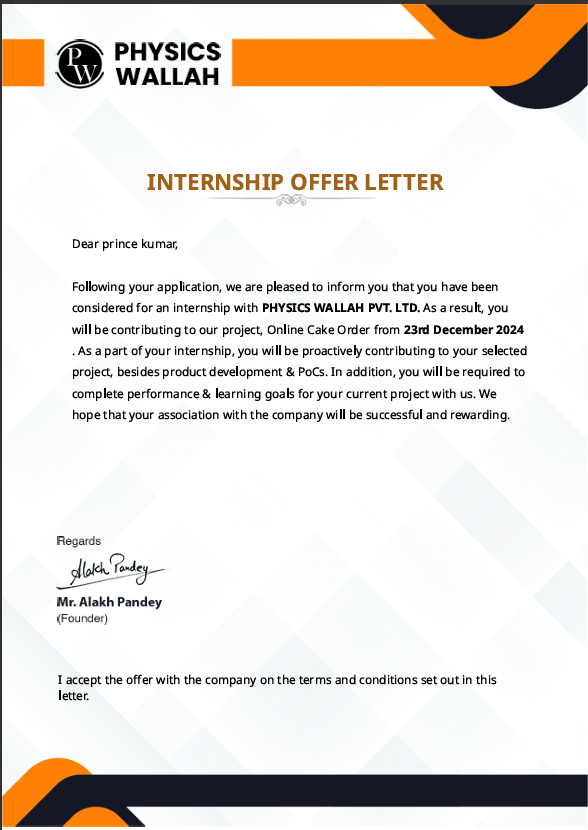 PW
PHYSICS
WALLAH
INTERNSHIP OFFER LETTER
Dear prince kumar,
Following your application, we are pleased to inform you that you have been
considered for an internship with PHYSICS WALLAH PVT. LTD. As a result, you
will be contributing to our project, Online Cake Order from 23rd December 2024
. As a part of your internship, you will be proactively contributing to your selected
project, besides product development & PoCs. In addition, you will be required to
complete performance & learning goals for your current project with us. We
hope that your association with the company will be successful and rewarding.
Regards
Alakh Pandey
Mr. Alakh Pandey
(Founder)
I accept the offer with the company on the terms and conditions set out in this
letter.